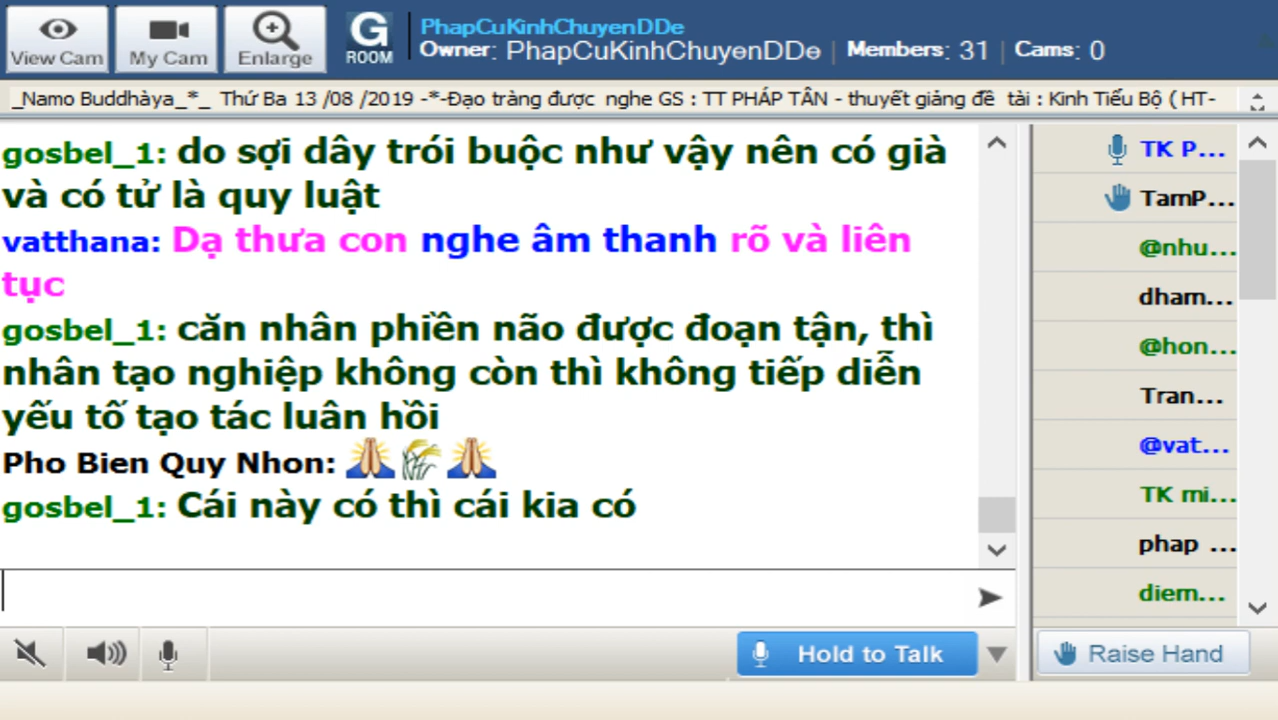 View Cam
My Cam
Enlarge
G
ROOM
PhapCuKinhChuyenDDe
Owner: PhapCuKinhChuyenDDe | Members: 31 | Cams: 0
_Namo Buddhàya_*_ Thứ Ba 13 /08 /2019 -*-Đạo tràng được nghe GS : TT PHÁP TÂN - thuyết giảng đề tài : Kinh Tiểu Bộ ( HT-
gosbel_1: do sợi dây trói buộc như vậy nên có già
và có tử là quy luật
vatthana: Dạ thưa con nghe âm thanh rõ và liên
tục
gosbel_1: căn nhân phiền não được đoạn tận, thì
nhân tạo nghiệp không còn thì không tiếp diễn
yếu tố tạo tác luân hồi
Pho Bien Quy Nhon:
gosbel_1: Cái này có thì cái kia có
TK P...
TamP...
@nhu...
dham...
@hon...
Tran...
@vat...
TK mi...
phap ...
diem...
Hold to Talk
Raise Hand